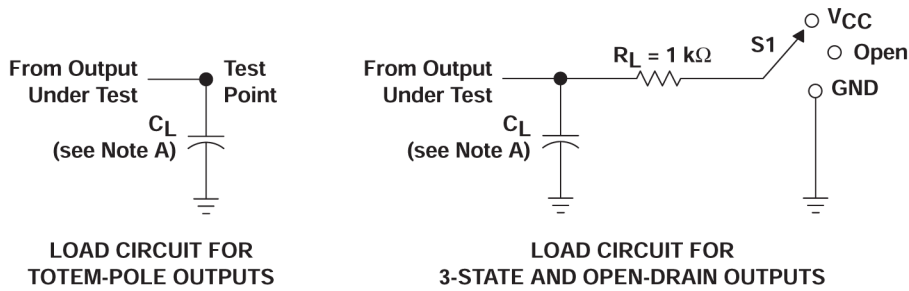 From Output
Under Test
Test
Point
CL
(see Note A)
LOAD CIRCUIT FOR
TOTEM-POLE OUTPUTS
From Output
Under Test
CL
(see Note A)
RL = 1 kΩ
S1
VCC
Open
GND
LOAD CIRCUIT FOR
3-STATE AND OPEN-DRAIN OUTPUTS